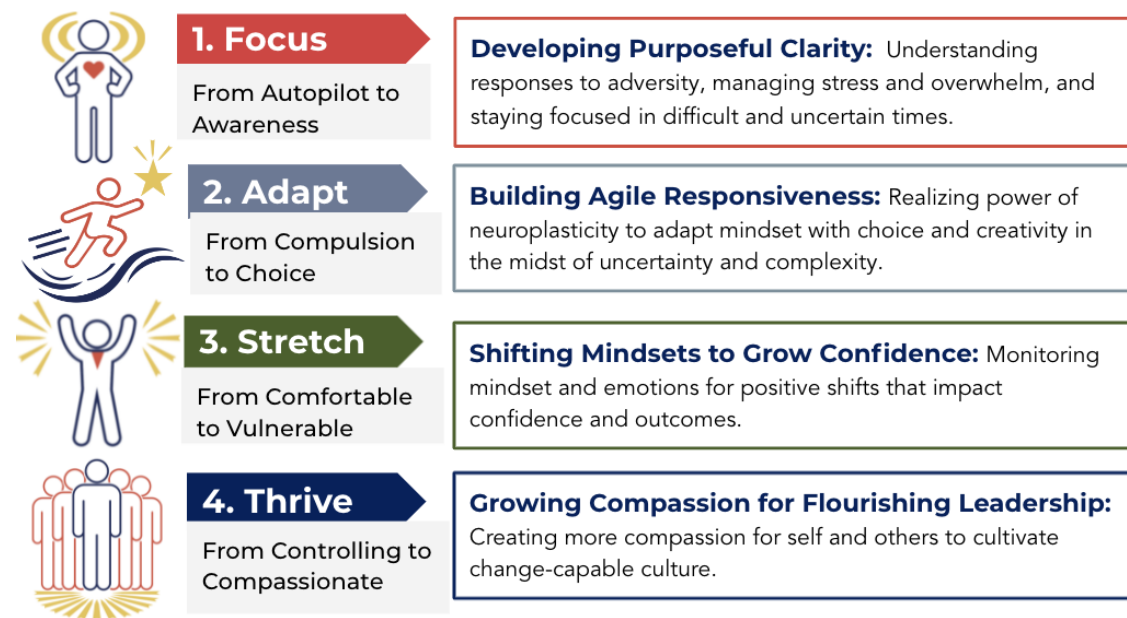 1. Focus
From Autopilot to
Awareness
Developing Purposeful Clarity: Understanding
responses to adversity, managing stress and overwhelm, and
staying focused in difficult and uncertain times.
2. Adapt
From Compulsion
to Choice
Building Agile Responsiveness: Realizing power of
neuroplasticity to adapt mindset with choice and creativity in
the midst of uncertainty and complexity.
3. Stretch
From Comfortable
to Vulnerable
Shifting Mindsets to Grow Confidence: Monitoring
mindset and emotions for positive shifts that impact
confidence and outcomes.
4. Thrive
From Controlling to
Compassionate
Growing Compassion for Flourishing Leadership:
Creating more compassion for self and others to cultivate
change-capable culture.